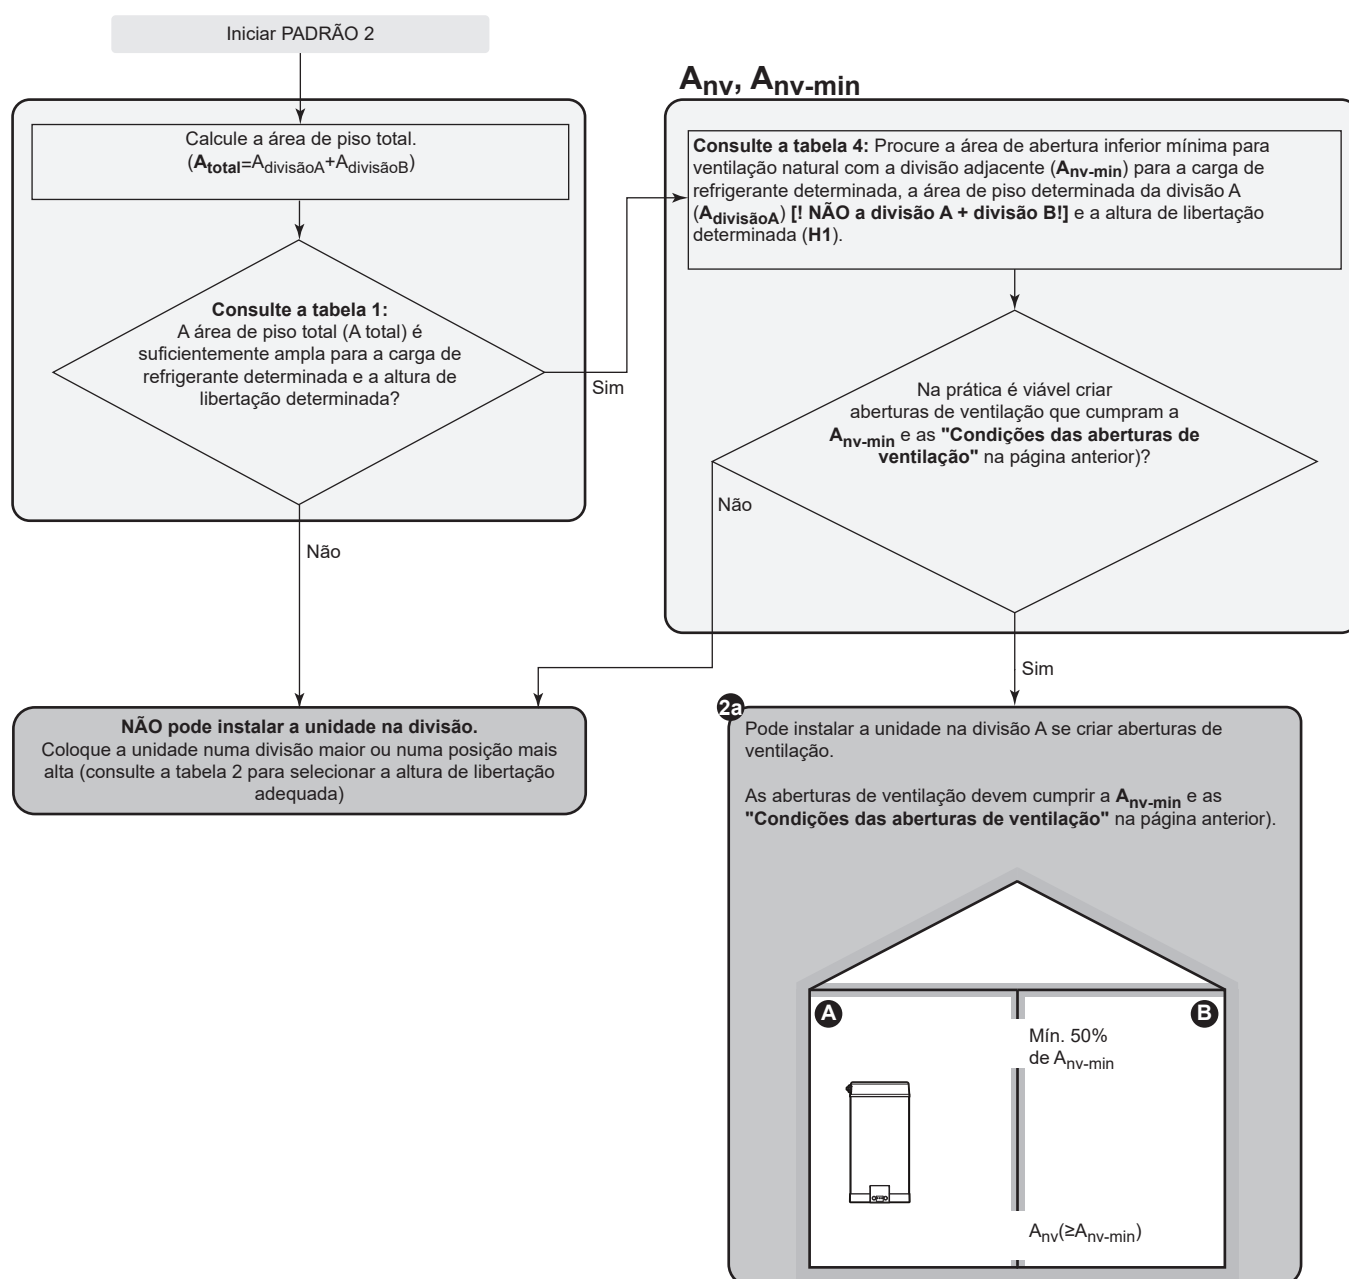 Iniciar PADRÃO 2
Calcule a área de piso total.
(Atotal=AdivisãoA+AdivisãoB)
Consulte a tabela 1:
A área de piso total (A total) é
suficientemente ampla para a carga de
refrigerante determinada e a altura de
libertação determinada?
Sim
Não
Anv, Anv-min
Consulte a tabela 4: Procure a área de abertura inferior mínima para
ventilação natural com a divisão adjacente (Anv-min) para a carga de
refrigerante determinada, a área de piso determinada da divisão A
(AdivisãoA) [! NÃO a divisão A + divisão B!] e a altura de libertação
determinada (H1).
Na prática é viável criar
aberturas de ventilação que cumpram a
Anv-min e as "Condições das aberturas de
ventilação" na página anterior)?
Não
Sim
NÃO pode instalar a unidade na divisão.
Coloque a unidade numa divisão maior ou numa posição mais
alta (consulte a tabela 2 para selecionar a altura de libertação
adequada)
2a
Pode instalar a unidade na divisão A se criar aberturas de
ventilação.
As aberturas de ventilação devem cumprir a Anv-min e as
"Condições das aberturas de ventilação" na página anterior).
A
B
Mín. 50%
de Anv-min
Anv(≥Anv-min)